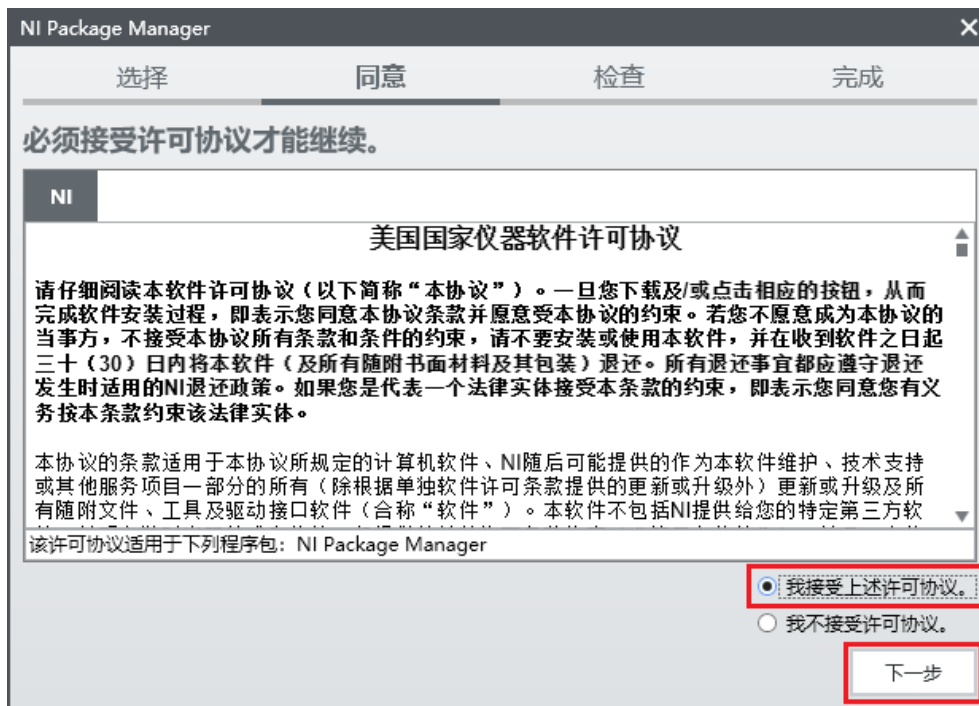 NI Package Manager
选择 同意 检查 完成
必须接受许可协议才能继续。
NI
美国国家仪器软件许可协议
请仔细阅读本软件许可协议（以下简称“本协议”）。一旦您下载及/或点击相应的按钮，从而
完成软件安装过程，即表示您同意本协议条款并愿意受本协议的约束。若您不愿意成为本协议的
当事方，不接受本协议所有条款和条件的约束，请不要安装或使用本软件，并在收到软件之日起
三十（30）日内将本软件（及所有随附书面材料及其包装）退还。所有退还事宜都应遵守退还
发生时适用的NI退还政策。如果您是代表一个法律实体接受本条款的约束，即表示您同意您有义
务按本条款约束该法律实体。
本协议的条款适用于本协议所规定的计算机软件、NI随后可能提供的作为本软件维护、技术支持
或其他服务项目一部分的所有（除根据单独软件许可条款提供的更新或升级外）更新或升级及所
有随附文件、工具及驱动接口软件（合称“软件”）。本软件不包括NI提供给您的特定第三方软
该许可协议适用于下列程序包：NI Package Manager
我接受上述许可协议。
我不接受许可协议。
下一步